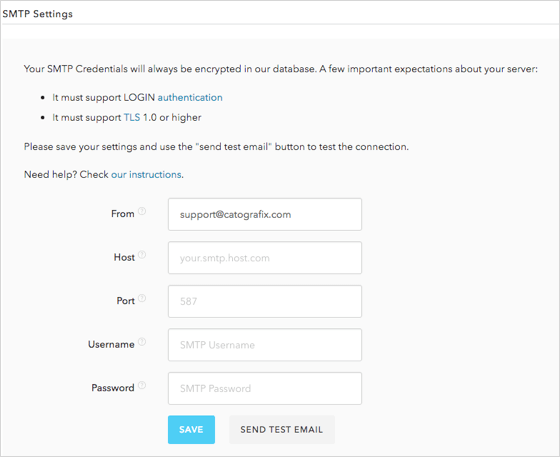 SMTP Settings
Your SMTP Credentials will always be encrypted in our database. A few important expectations about your server:
• It must support LOGIN authentication
• It must support TLS 1.0 or higher
Please save your settings and use the "send test email" button to test the connection.
Need help? Check our instructions.
From ? support@catografix.com
Host ? your.smtp.host.com
Port ? 587
Username ? SMTP Username
Password ? SMTP Password
SAVE SEND TEST EMAIL